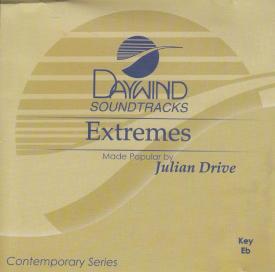 DAYWIND
SOUNDTRACKS
Extremes
Made Popular by
Julian Drive
Key
Eb
Contemporary Series